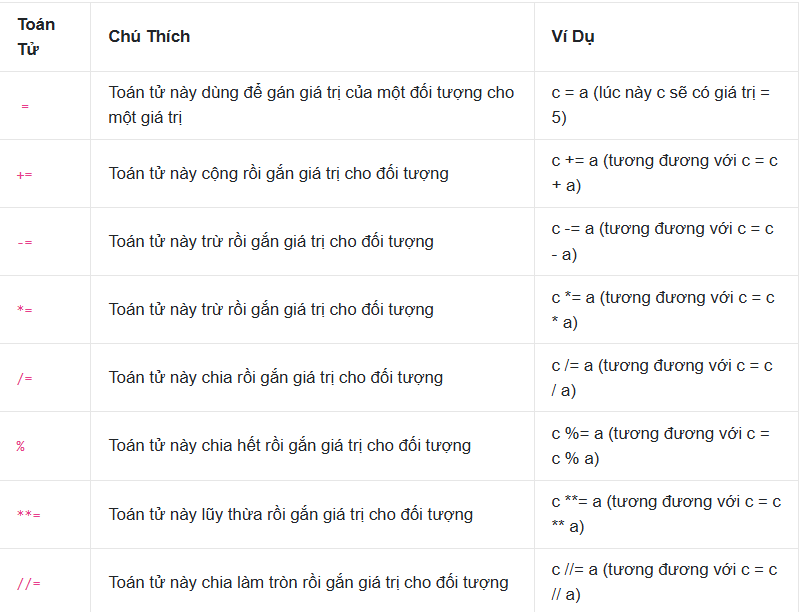 Toán
Tử
Chú Thích
Ví Dụ
=
Toán tử này dùng để gán giá trị của một đối tượng cho
một giá trị
c = a (lúc này c sẽ có giá trị =
5)
+=
Toán tử này cộng rồi gắn giá trị cho đối tượng
c += a (tương đương với c = c
+ a)
-=
Toán tử này trừ rồi gắn giá trị cho đối tượng
c -= a (tương đương với c = c
- a)
*=
Toán tử này trừ rồi gắn giá trị cho đối tượng
c *= a (tương đương với c = c
* a)
/=
Toán tử này chia rồi gắn giá trị cho đối tượng
c /= a (tương đương với c = c
/ a)
%
Toán tử này chia hết rồi gắn giá trị cho đối tượng
c %= a (tương đương với c =
c % a)
**=
Toán tử này lũy thừa rồi gắn giá trị cho đối tượng
c **= a (tương đương với c = c
** a)
//=
Toán tử này chia làm tròn rồi gắn giá trị cho đối tượng
c //= a (tương đương với c = c
// a)